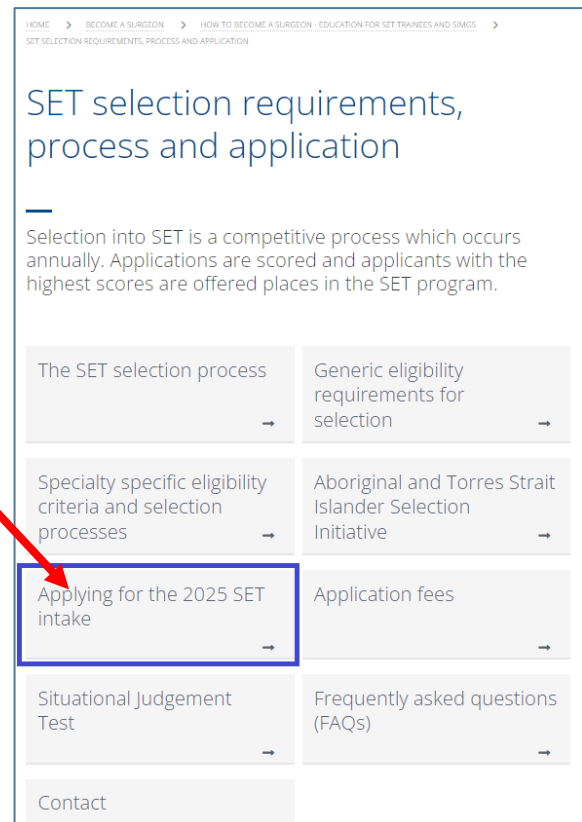 HOME > BECOME A SURGEON > HOW TO BECOME A SURGEON - EDUCATION FOR SET TRAINEES AND SIMGS >
SET SELECTION REQUIREMENTS, PROCESS AND APPLICATION
SET selection requirements,
process and application
Selection into SET is a competitive process which occurs
annually. Applications are scored and applicants with the
highest scores are offered places in the SET program.
The SET selection process
Generic eligibility
requirements for
selection
Specialty specific eligibility
criteria and selection
processes
Aboriginal and Torres Strait
Islander Selection
Initiative
Applying for the 2025 SET
intake
Application fees
Situational Judgement
Test
Frequently asked questions
(FAQs)
Contact